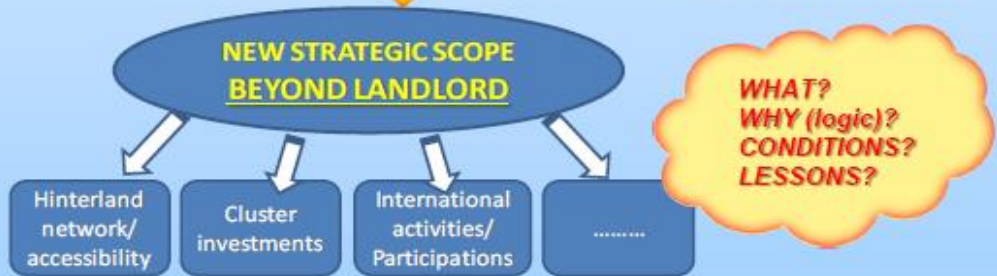 NEW STRATEGIC SCOPE
BEYOND LANDLORD
WHAT?
WHY (logic)?
CONDITIONS?
LESSONS?
Hinterland
network/
accessibility
Cluster
investments
International
activities/
Participations
.........